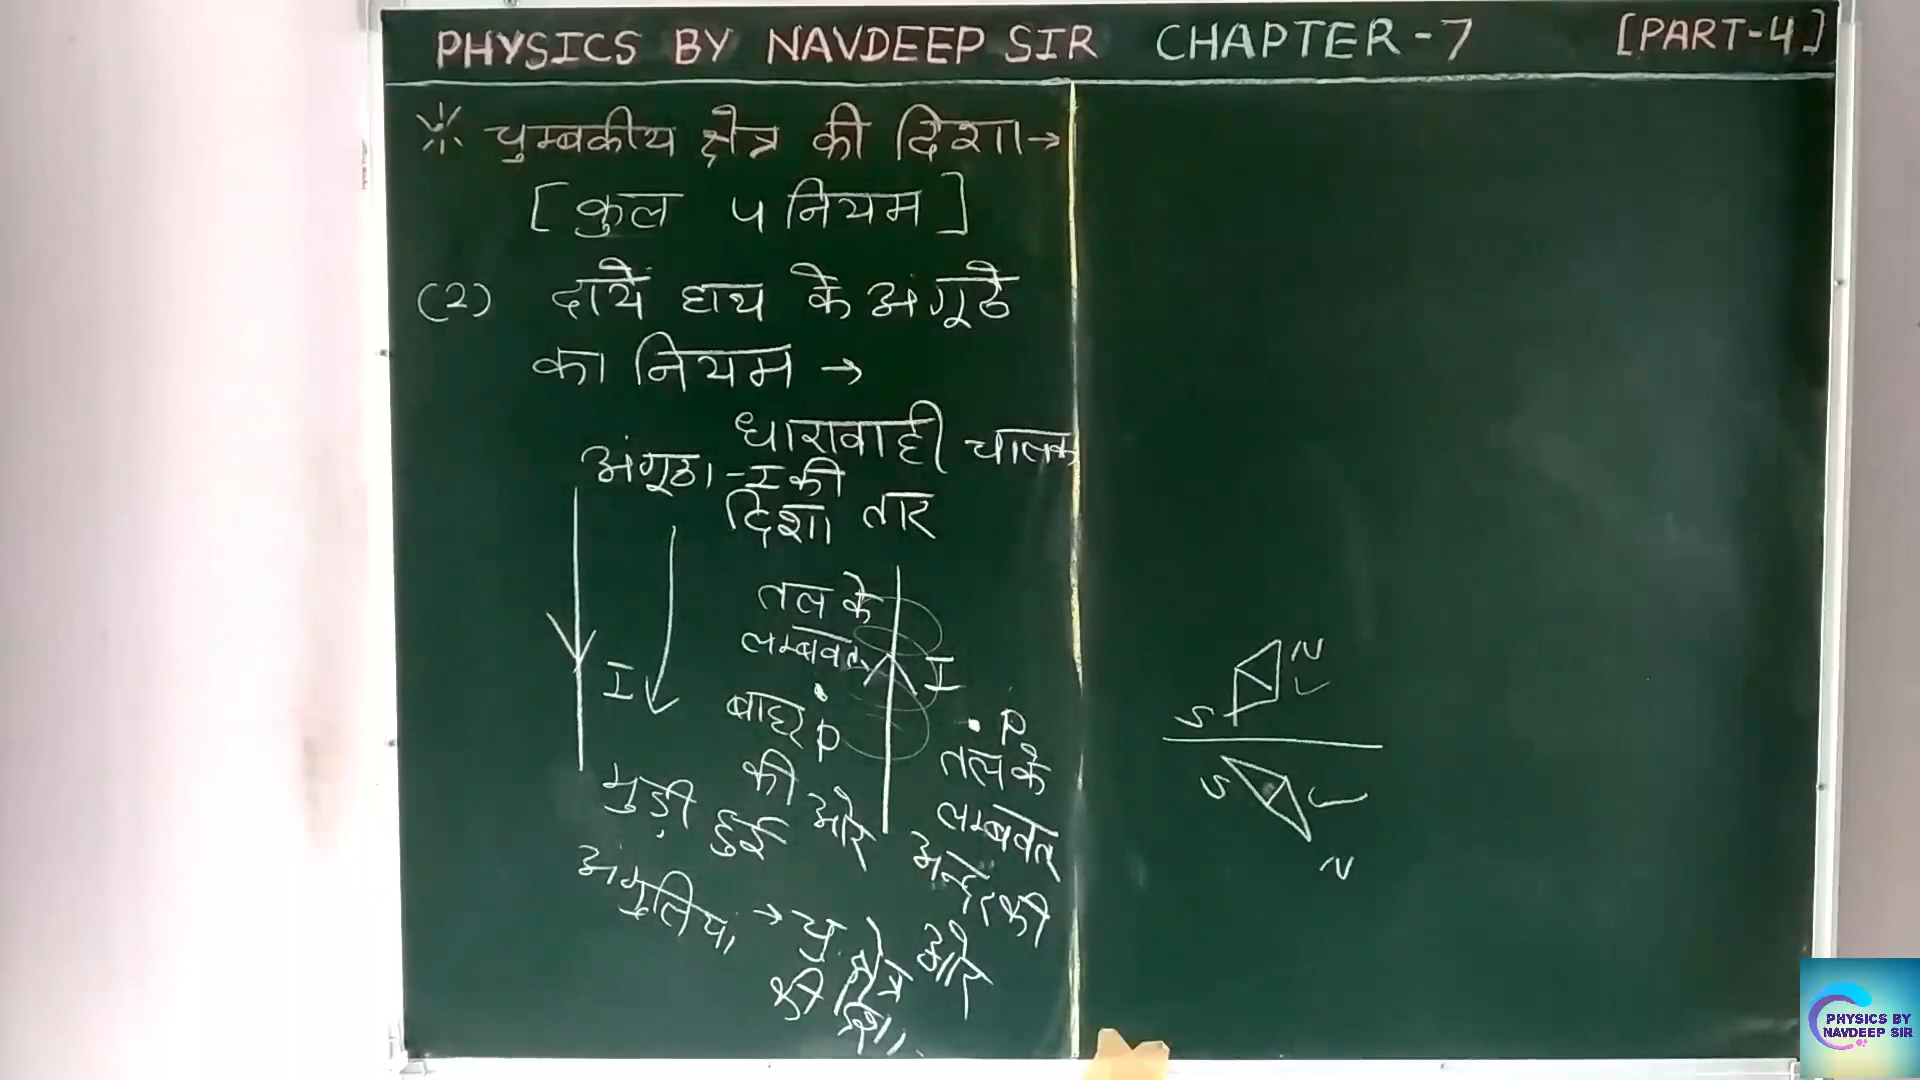 PHYSICS BY NAVDEEP SIR CHAPTER-7 [PART-4]
* चुम्बकीय क्षेत्र की दिशा→
[कुल ५ नियम]
(2) दायें हाथ के अंगूठे
का नियम →
धारावाही चालक
तार
अंगूठा - I की
दिशा
I
तल के
लम्बवत्
बाहर
की
ओर
P
I
P
तल के
लम्बवत्
अन्दर की
ओर
मुड़ी हुई
अंगुलियां → चु क्षेत्र
की दिशा
N
S
S
N
PHYSICS BY
NAVDEEP SIR